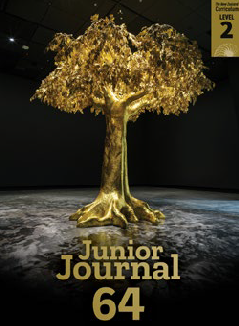 The New Zealand
Curriculum
LEVEL
2
Junior
Journal
64